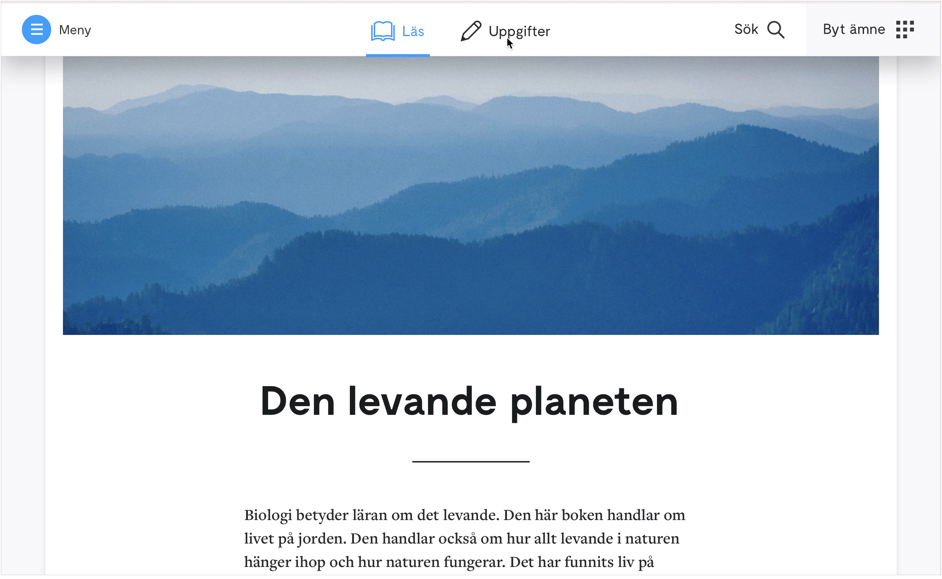 Meny
Läs
Uppgifter
Sök
Byt ämne
Den levande planeten
Biologi betyder läran om det levande. Den här boken handlar om
livet på jorden. Den handlar också om hur allt levande i naturen
hänger ihop och hur naturen fungerar. Det har funnits liv på